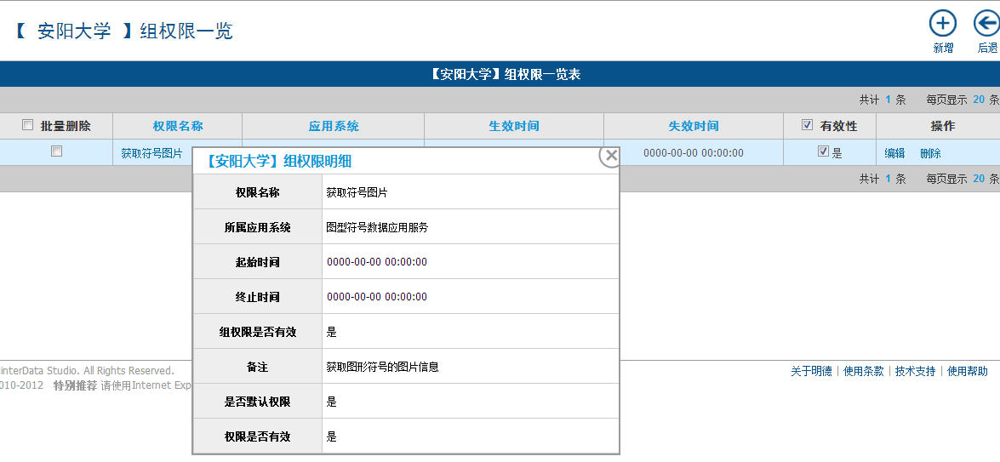 【 安阳大学 】组权限一览
新增 后退
【安阳大学】组权限一览表
共计 1 条 每页显示 20 条
批量删除 权限名称 应用系统 生效时间 失效时间 有效性 操作
获取符号图片 0000-00-00 00:00:00 是 编辑 删除
共计 1 条 每页显示 20 条
【安阳大学】组权限明细
权限名称 获取符号图片
所属应用系统 图型符号数据应用服务
起始时间 0000-00-00 00:00:00
终止时间 0000-00-00 00:00:00
组权限是否有效 是
备注 获取图形符号的图片信息
是否默认权限 是
权限是否有效 是
interData Studio. All Rights Reserved.
010-2012 特别推荐 请使用Internet Exp
关于明德 | 使用条款 | 技术支持 | 使用帮助